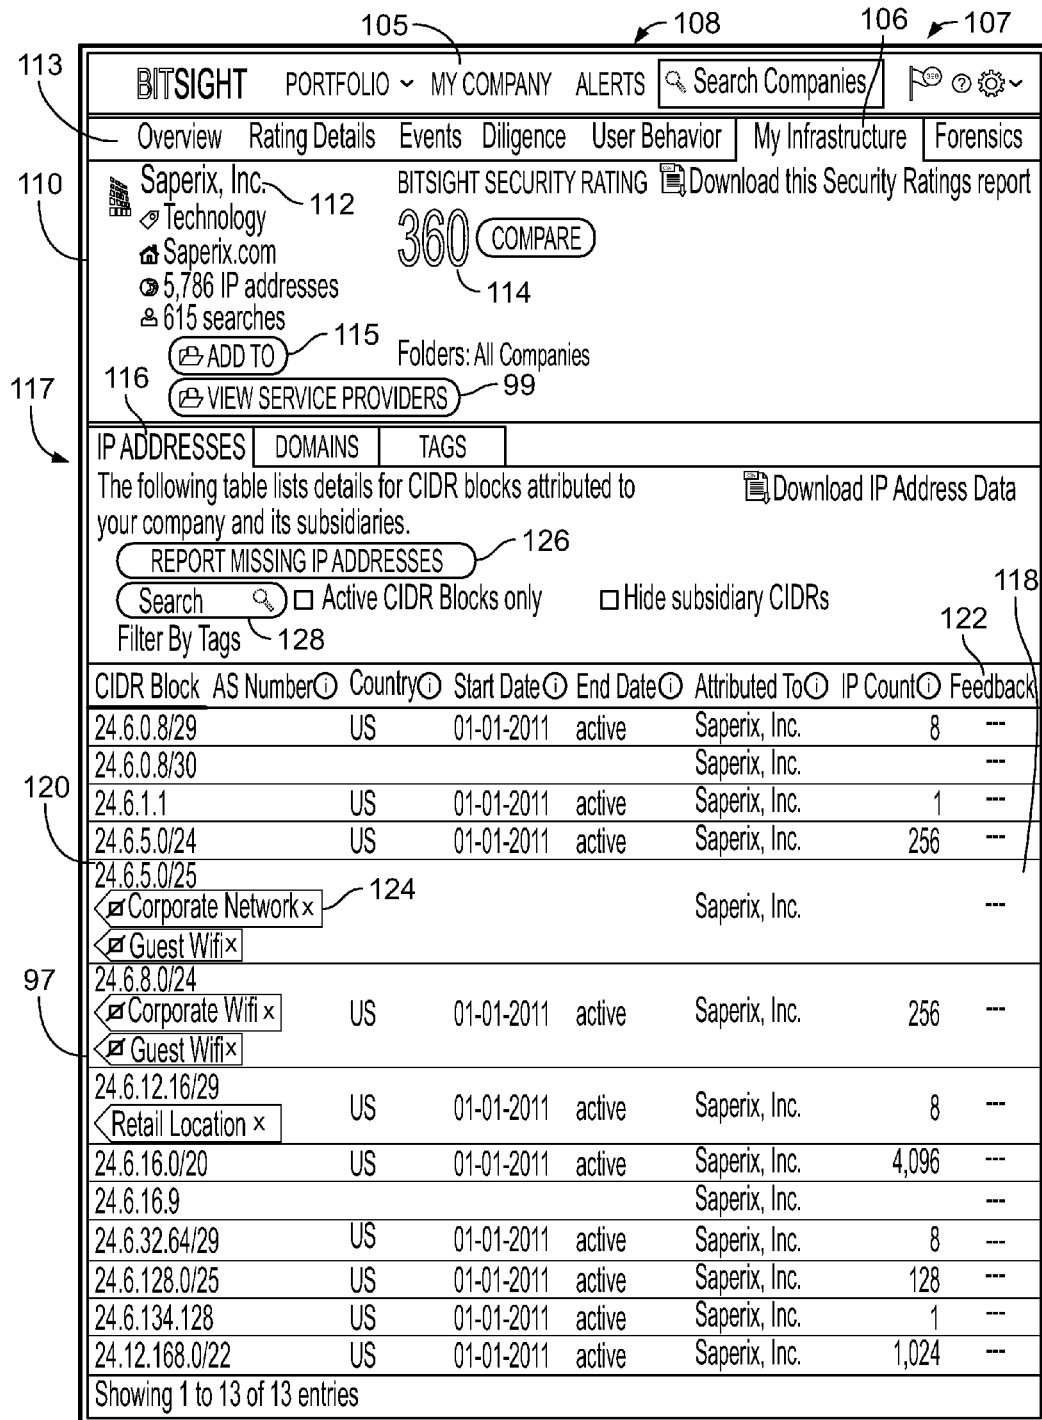 105 108 106 107
113 BITSIGHT PORTFOLIO MY COMPANY ALERTS Search Companies ?
Overview Rating Details Events Diligence User Behavior My Infrastructure Forensics
110 Saperix, Inc. 112 BITSIGHT SECURITY RATING Download this Security Ratings report
Technology 360 COMPARE
Saperix.com
5,786 IP addresses 114
615 searches
115
ADD TO Folders: All Companies
117 116 99
VIEW SERVICE PROVIDERS
IP ADDRESSES DOMAINS TAGS
The following table lists details for CIDR blocks attributed to Download IP Address Data
your company and its subsidiaries.
REPORT MISSING IP ADDRESSES 126
118
Search Active CIDR Blocks only Hide subsidiary CIDRs
Filter By Tags 128 122
CIDR Block AS Number i Country i Start Date i End Date i Attributed To i IP Count i Feedback
24.6.0.8/29 US 01-01-2011 active Saperix, Inc. 8 ---
24.6.0.8/30 Saperix, Inc. ---
120
24.6.1.1 US 01-01-2011 active Saperix, Inc. 1 ---
24.6.5.0/24 US 01-01-2011 active Saperix, Inc. 256 ---
24.6.5.0/25
Corporate Network x 124 Saperix, Inc. ---
Guest Wifi x
97
24.6.8.0/24
Corporate Wifi x US 01-01-2011 active Saperix, Inc. 256 ---
Guest Wifi x
24.6.12.16/29
Retail Location x US 01-01-2011 active Saperix, Inc. 8 ---
24.6.16.0/20 US 01-01-2011 active Saperix, Inc. 4,096 ---
24.6.16.9 Saperix, Inc. ---
24.6.32.64/29 US 01-01-2011 active Saperix, Inc. 8 ---
24.6.128.0/25 US 01-01-2011 active Saperix, Inc. 128 ---
24.6.134.128 US 01-01-2011 active Saperix, Inc. 1 ---
24.12.168.0/22 US 01-01-2011 active Saperix, Inc. 1,024 ---
Showing 1 to 13 of 13 entries